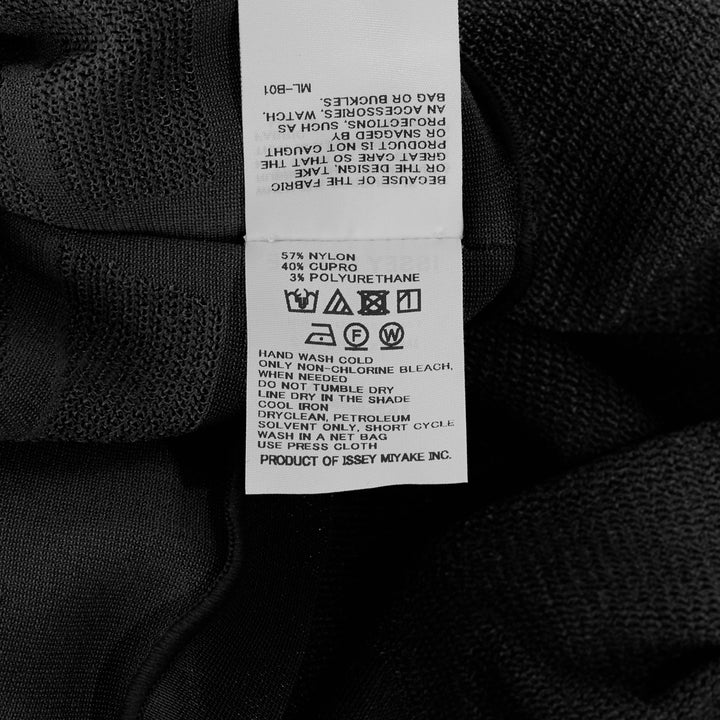 BECAUSE OF THE FABRIC
OR THE DESIGN, TAKE
GREAT CARE SO THAT THE
PRODUCT IS NOT CAUGHT
OR SNAGGED BY
PROJECTIONS, SUCH AS
AN ACCESSORIES, WATCH,
BAG OR BUCKLES.
ML-B01
57% NYLON
40% CUPRO
3% POLYURETHANE
F W
HAND WASH COLD
ONLY NON-CHLORINE BLEACH,
WHEN NEEDED
DO NOT TUMBLE DRY
LINE DRY IN THE SHADE
COOL IRON
DRYCLEAN, PETROLEUM
SOLVENT ONLY, SHORT CYCLE
WASH IN A NET BAG
USE PRESS CLOTH
PRODUCT OF ISSEY MIYAKE INC.